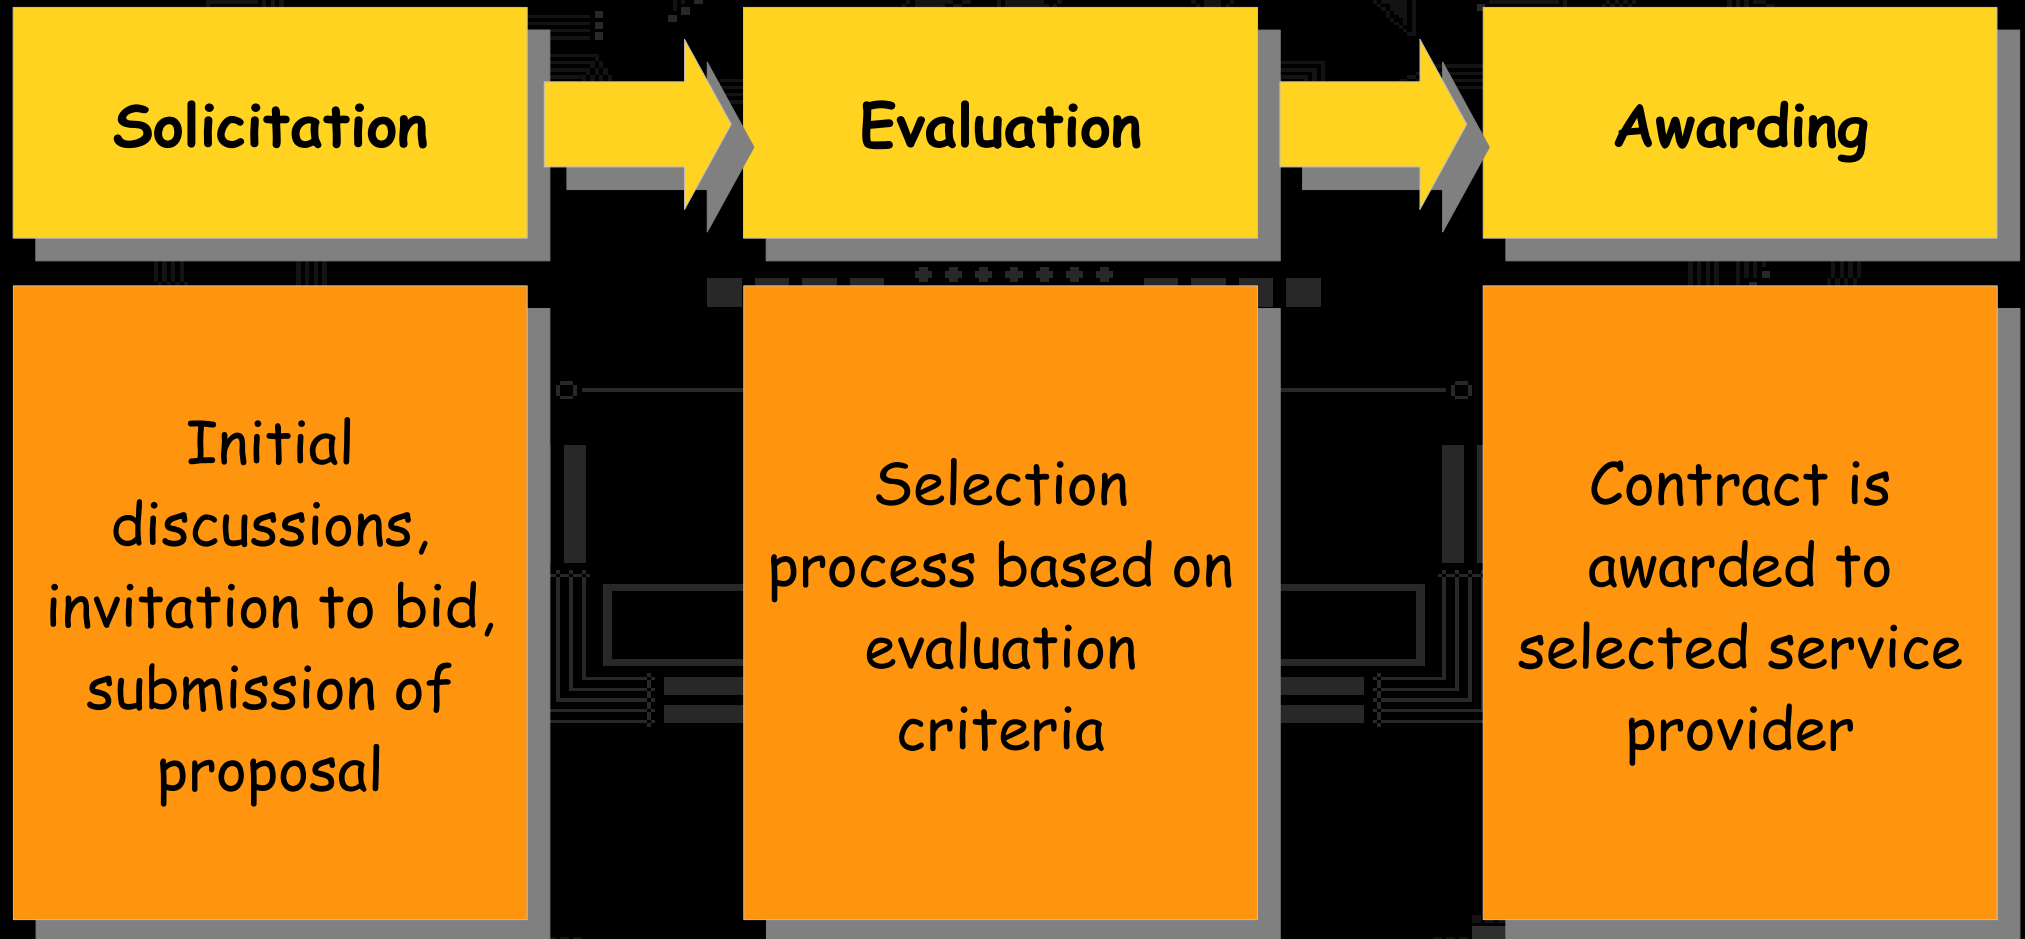 Solicitation
Evaluation
Awarding
Initial
discussions,
invitation to bid,
submission of
proposal
Selection
process based on
evaluation
criteria
Contract is
awarded to
selected service
provider